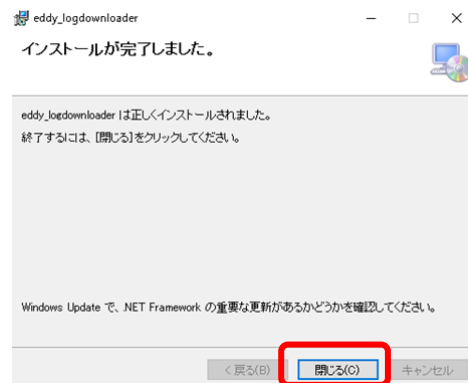 eddy_logdownloader
インストールが完了しました。
eddy_logdownloader は正しくインストールされました。
終了するには、[閉じる]をクリックしてください。
Windows Update で、.NET Framework の重要な更新があるかどうかを確認してください。
< 戻る(B) 閉じる(C) キャンセル